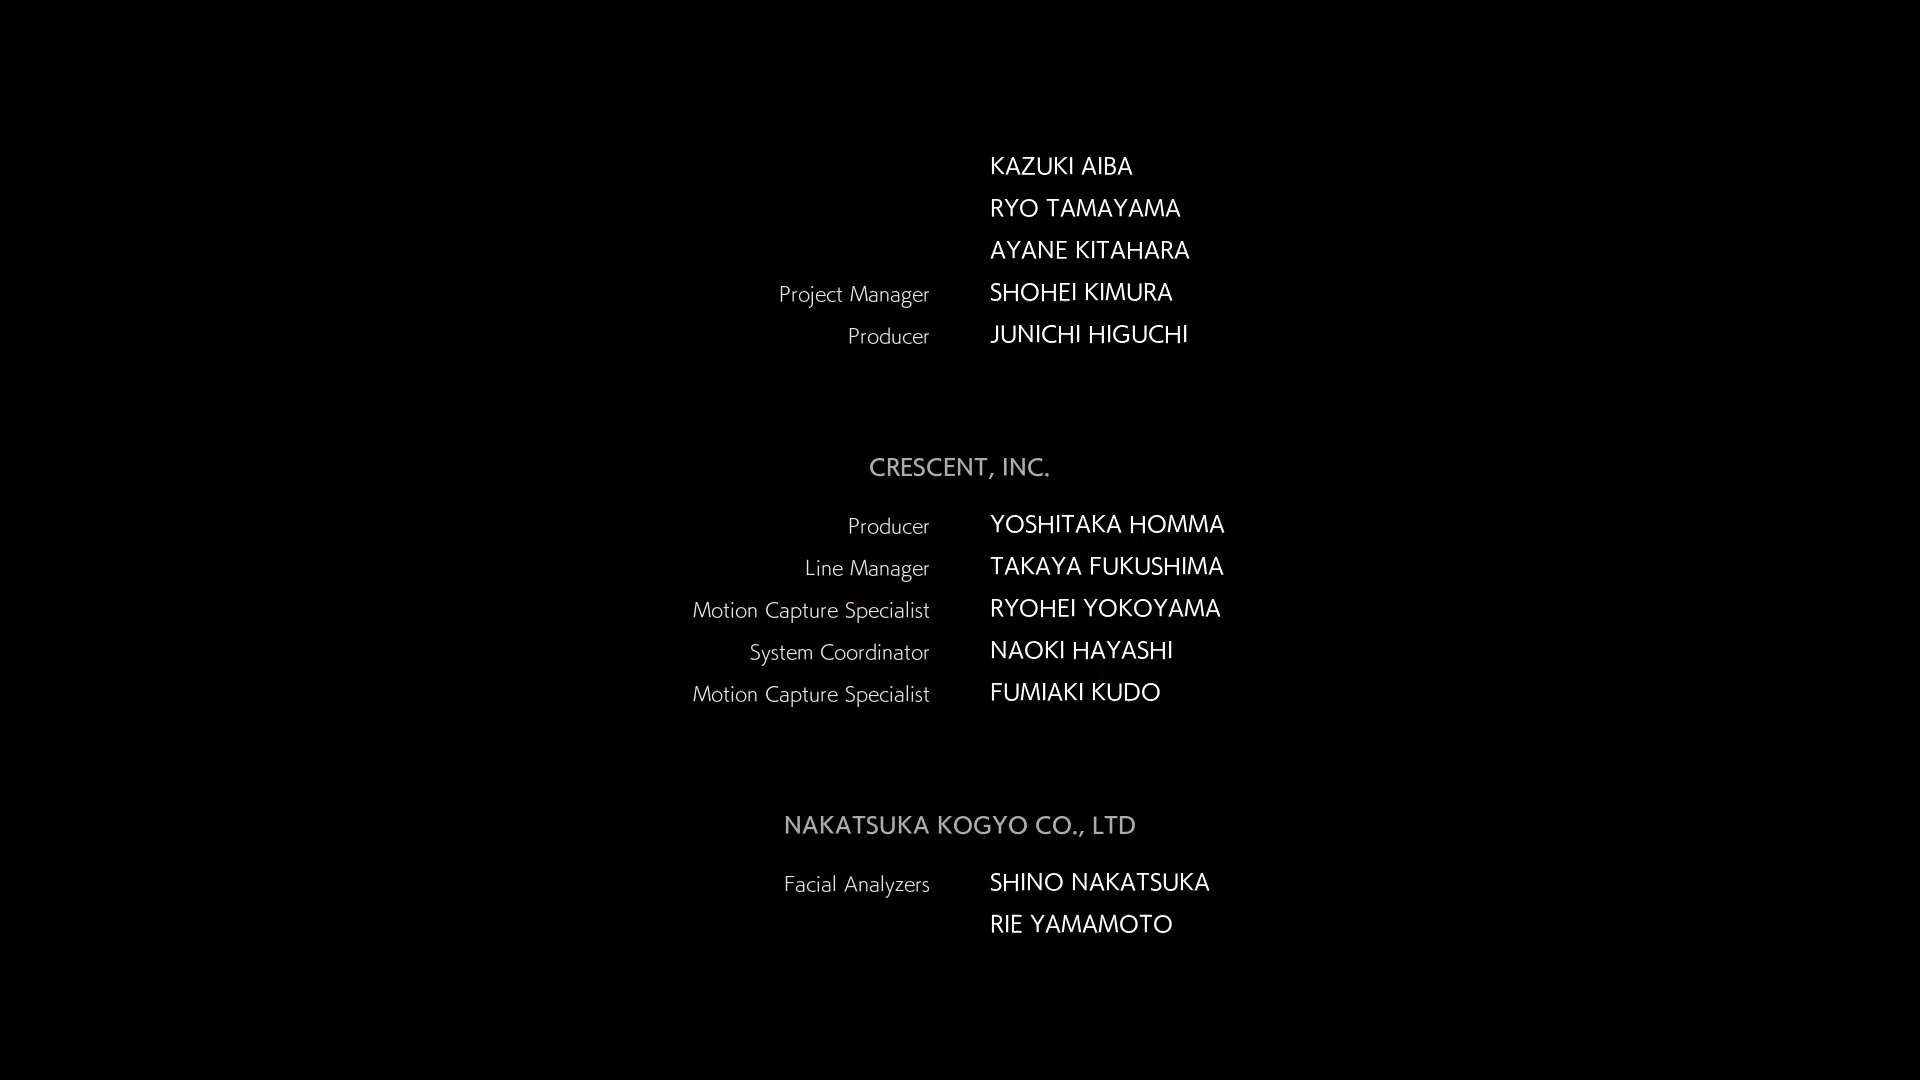 KAZUKI AIBA
RYO TAMAYAMA
AYANE KITAHARA
Project Manager SHOHEI KIMURA
Producer JUNICHI HIGUCHI
CRESCENT, INC.
Producer YOSHITAKA HOMMA
Line Manager TAKAYA FUKUSHIMA
Motion Capture Specialist RYOHEI YOKOYAMA
System Coordinator NAOKI HAYASHI
Motion Capture Specialist FUMIAKI KUDO
NAKATSUKA KOGYO CO., LTD
Facial Analyzers SHINO NAKATSUKA
RIE YAMAMOTO